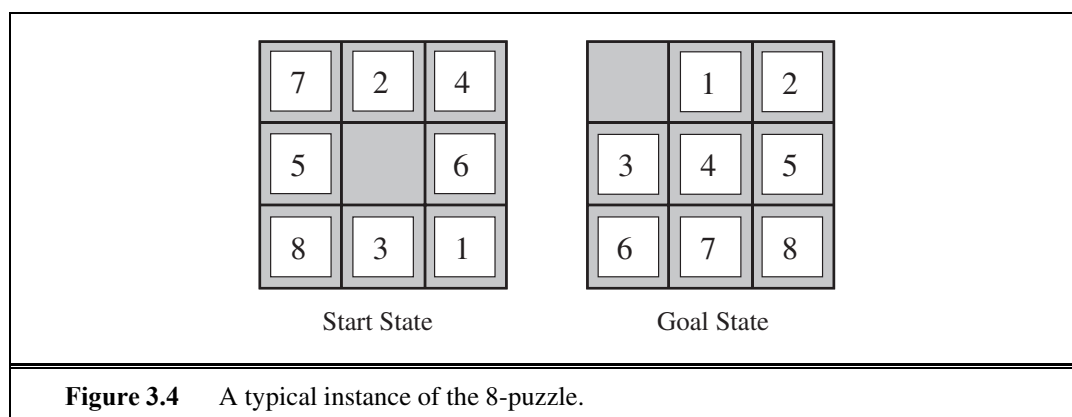 7 2 4 1 2
5 6 3 4 5
8 3 1 6 7 8
Start State Goal State
Figure 3.4 A typical instance of the 8-puzzle.